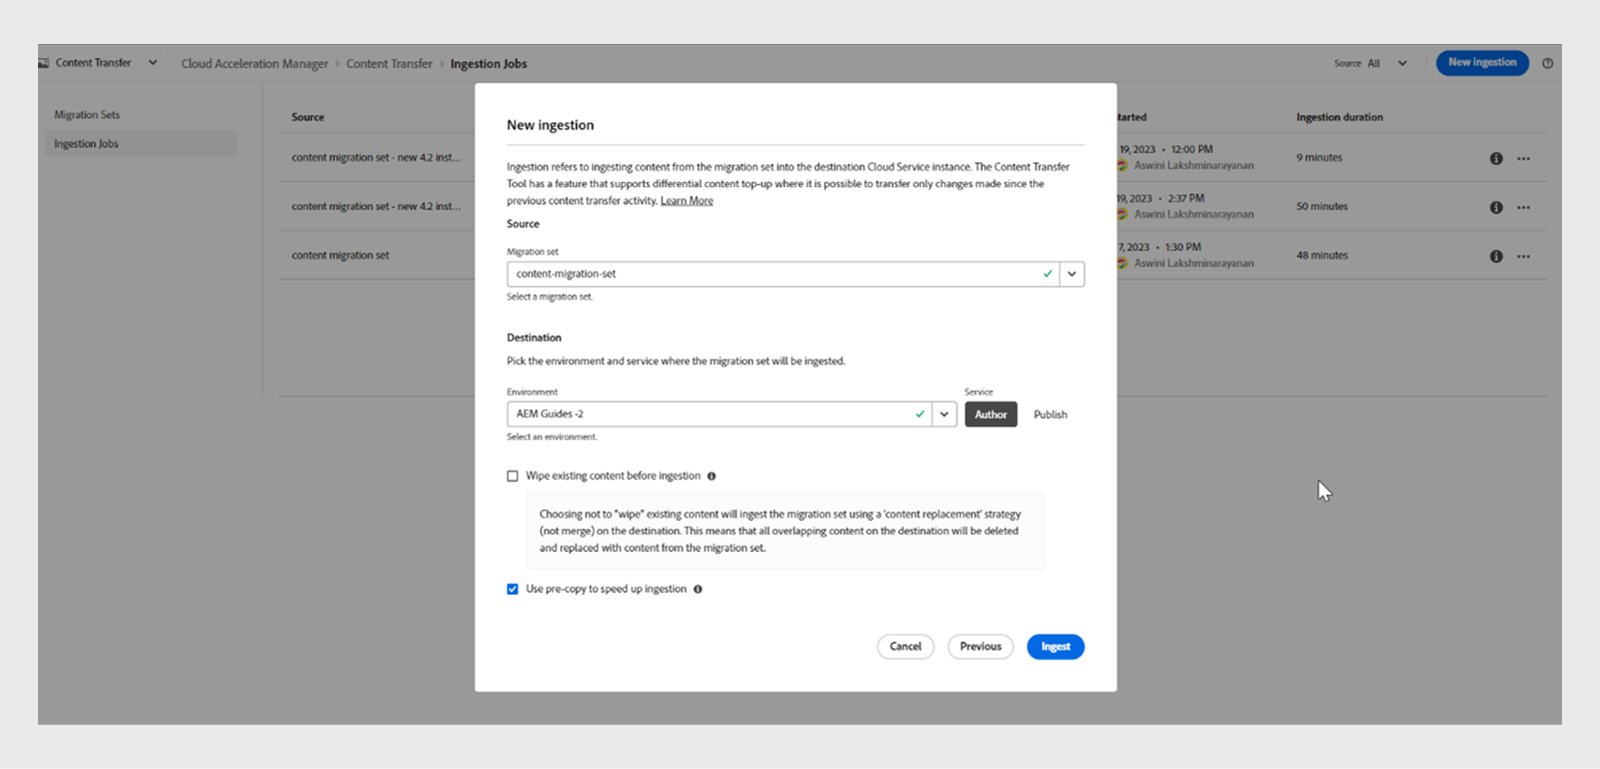 Content Transfer
Cloud Acceleration Manager > Content Transfer > Ingestion Jobs
Source All
New ingestion
Migration Sets
Ingestion Jobs
Source
Ingestion duration
content migration set - new 4.2 inst...
19, 2023 • 12:00 PM
Aswini Lakshminarayanan
9 minutes
content migration set - new 4.2 inst...
19, 2023 • 2:37 PM
Aswini Lakshminarayanan
50 minutes
content migration set
7, 2023 • 1:30 PM
Aswini Lakshminarayanan
48 minutes
New ingestion
Ingestion refers to ingesting content from the migration set into the destination Cloud Service instance. The Content Transfer
Tool has a feature that supports differential content top-up where it is possible to transfer only changes made since the
previous content transfer activity. Learn More
Source
Migration set
content-migration-set
Select a migration set.
Destination
Pick the environment and service where the migration set will be ingested.
Environment
Service
AEM Guides -2
Author
Publish
Select an environment.
Wipe existing content before ingestion
Choosing not to "wipe" existing content will ingest the migration set using a 'content replacement' strategy
(not merge) on the destination. This means that all overlapping content on the destination will be deleted
and replaced with content from the migration set.
Use pre-copy to speed up ingestion
Cancel
Previous
Ingest